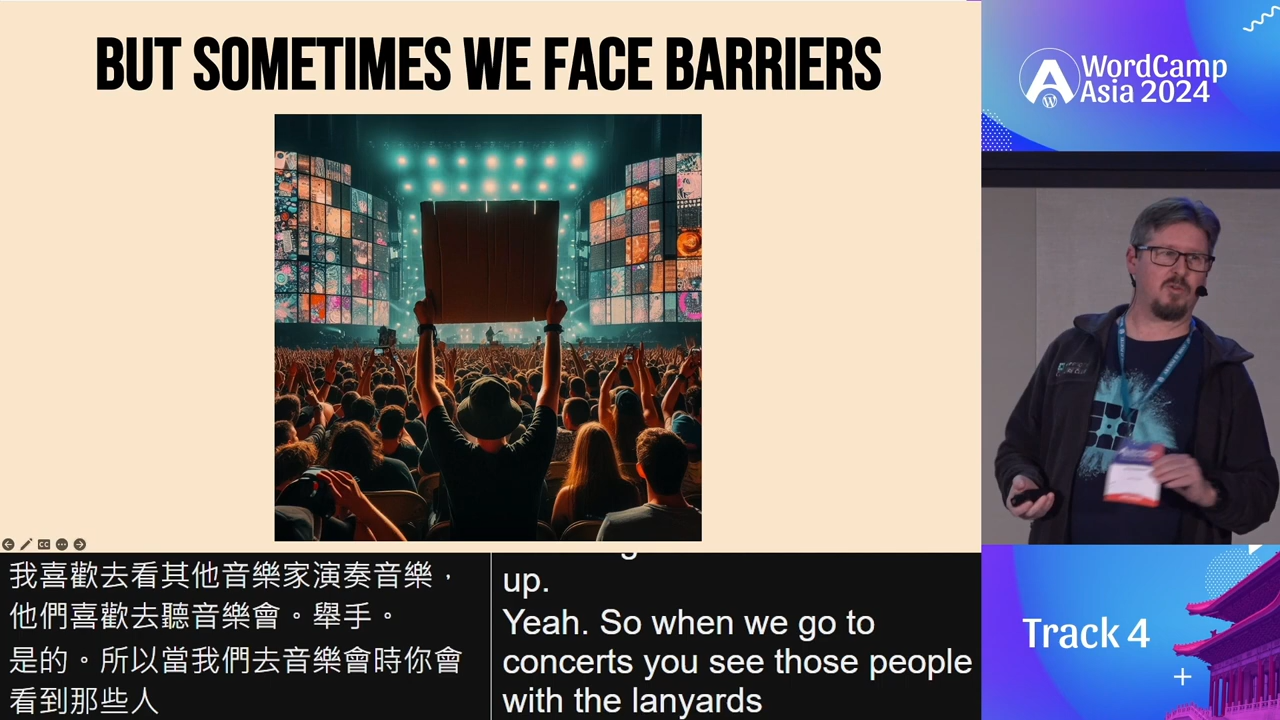 BUT SOMETIMES WE FACE BARRIERS
WordCamp
Asia 2024
我喜歡去看其他音樂家演奏音樂，
他們喜歡去聽音樂會。舉手。
是的。所以當我們去音樂會時你會
看到那些人
up.
Yeah. So when we go to
concerts you see those people
with the lanyards
Track 4